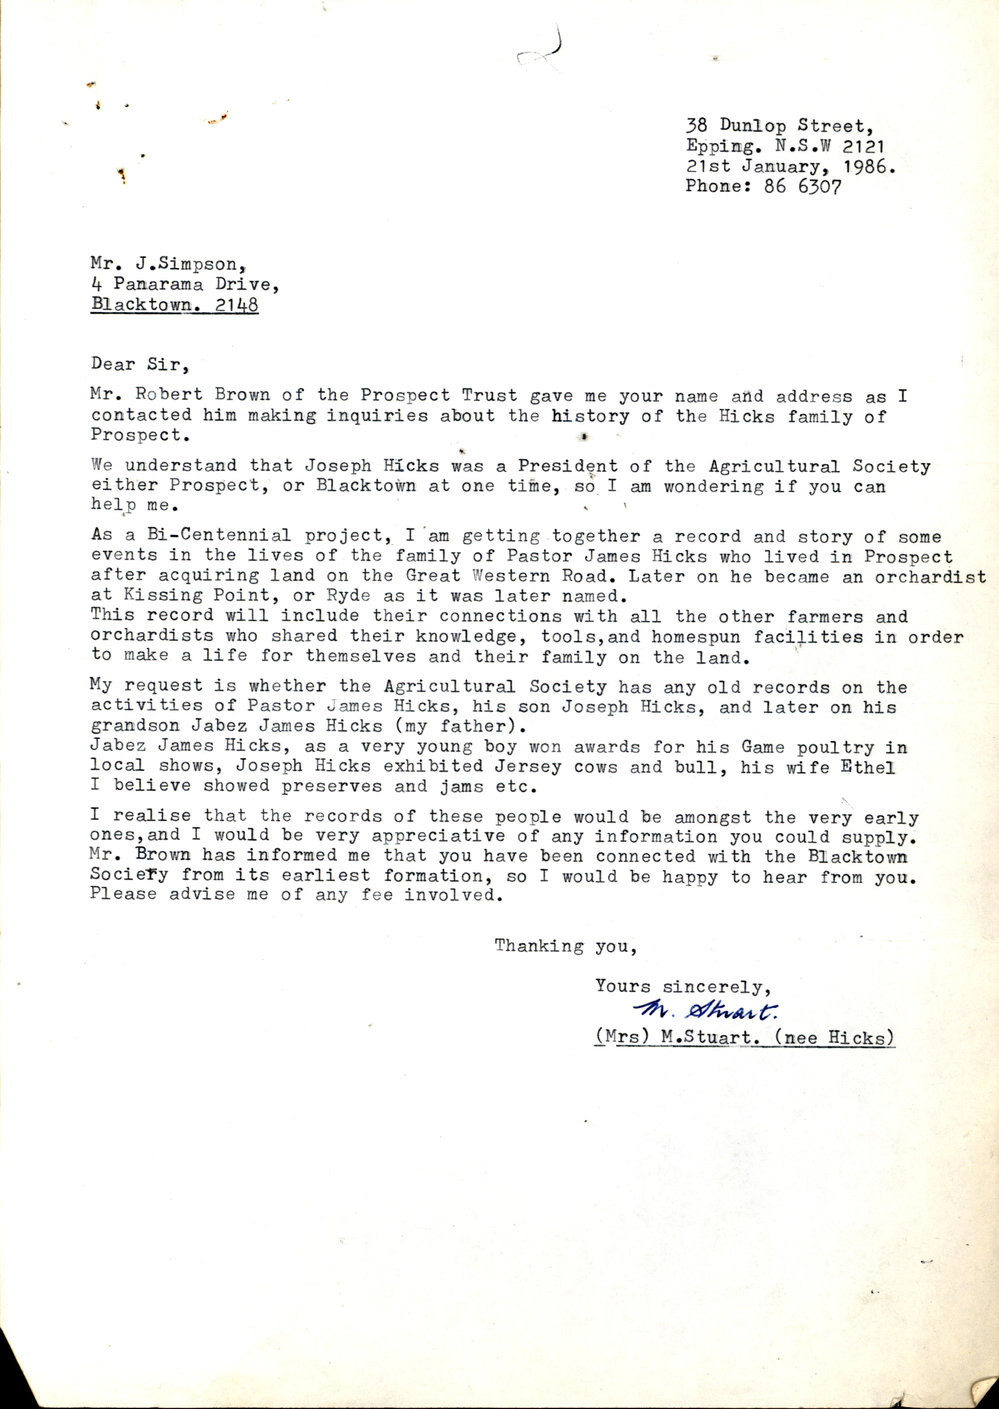 38 Dunlop Street,
Epping. N.S.W 2121
21st January, 1986.
Phone: 86 6307
Mr. J.Simpson,
4 Panarama Drive,
Blacktown. 2148
Dear Sir,
Mr. Robert Brown of the Prospect Trust gave me your name and address as I
contacted him making inquiries about the history of the Hicks family of
Prospect.
We understand that Joseph Hicks was a President of the Agricultural Society
either Prospect, or Blacktown at one time, so I am wondering if you can
help me.
As a Bi-Centennial project, I am getting together a record and story of some
events in the lives of the family of Pastor James Hicks who lived in Prospect
after acquiring land on the Great Western Road. Later on he became an orchardist
at Kissing Point, or Ryde as it was later named.
This record will include their connections with all the other farmers and
orchardists who shared their knowledge, tools,and homespun facilities in order
to make a life for themselves and their family on the land.
My request is whether the Agricultural Society has any old records on the
activities of Pastor James Hicks, his son Joseph Hicks, and later on his
grandson Jabez James Hicks (my father).
Jabez James Hicks, as a very young boy won awards for his Game poultry in
local shows, Joseph Hicks exhibited Jersey cows and bull, his wife Ethel
I believe showed preserves and jams etc.
I realise that the records of these people would be amongst the very early
ones,and I would be very appreciative of any information you could supply.
Mr. Brown has informed me that you have been connected with the Blacktown
Society from its earliest formation, so I would be happy to hear from you.
Please advise me of any fee involved.
Thanking you,
Yours sincerely,
M. Stuart.
(Mrs) M.Stuart. (nee Hicks)